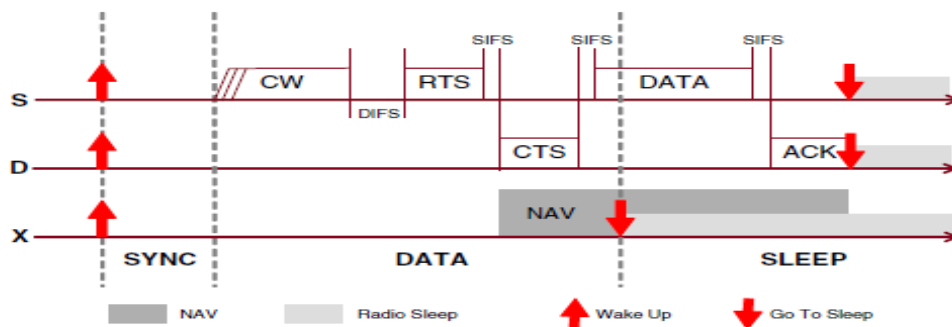 SIFS SIFS SIFS
CW RTS DATA
S
DIFS
CTS ACK
D
NAV
X
SYNC DATA SLEEP
NAV Radio Sleep Wake Up Go To Sleep